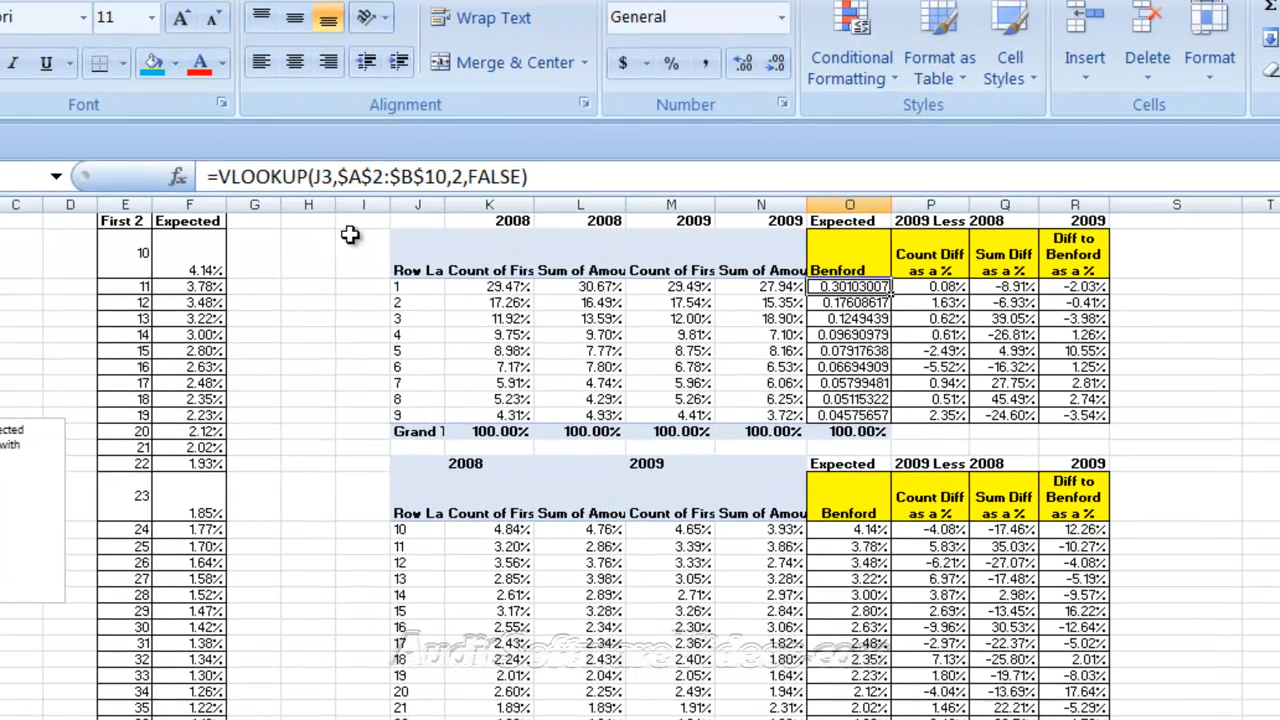 ori 11 A A Wrap Text General
I U A Merge & Center $ % , .00 .00 Conditional Formatting Format as Table Cell Styles Insert Delete Format
Font Alignment Number Styles Cells
fx =VLOOKUP(J3,$A$2:$B$10,2,FALSE)
C D E F G H I J K L M N O P Q R S T
First 2 Expected 2008 2008 2009 2009 Expected 2009 Less 2008 2009
10 4.14% Row La Count of Firs Sum of Amou Count of Firs Sum of Amou Benford Count Diff as a % Sum Diff as a % Diff to Benford as a %
11 3.78% 1 29.47% 30.67% 29.49% 27.94% 0.30103007 0.08% -8.91% -2.03%
12 3.48% 2 17.26% 16.49% 17.54% 15.35% 0.17608617 1.63% -6.93% -0.41%
13 3.22% 3 11.92% 13.59% 12.00% 18.90% 0.1249439 0.62% 39.05% -3.98%
14 3.00% 4 9.75% 9.70% 9.81% 7.10% 0.09690979 0.61% -26.81% 1.26%
15 2.80% 5 8.98% 7.77% 8.75% 8.16% 0.07917638 -2.49% 4.99% 10.55%
16 2.63% 6 7.17% 7.80% 6.78% 6.53% 0.06694909 -5.52% -16.32% 1.25%
17 2.48% 7 5.91% 4.74% 5.96% 6.06% 0.05799481 0.94% 27.75% 2.81%
18 2.35% 8 5.23% 4.29% 5.26% 6.25% 0.05115322 0.51% 45.49% 2.74%
19 2.23% 9 4.31% 4.93% 4.41% 3.72% 0.04575657 2.35% -24.60% -3.54%
ected 20 2.12% Grand T 100.00% 100.00% 100.00% 100.00% 100.00%
with 21 2.02%
22 1.93% 2008 2009 Expected 2009 Less 2008 2009
23 1.85% Row La Count of Firs Sum of Amou Count of Firs Sum of Amou Benford Count Diff as a % Sum Diff as a % Diff to Benford as a %
24 1.77% 10 4.84% 4.76% 4.65% 3.93% 4.14% -4.08% -17.46% 12.26%
25 1.70% 11 3.20% 2.86% 3.39% 3.86% 3.78% 5.83% 35.03% -10.27%
26 1.64% 12 3.56% 3.76% 3.33% 2.74% 3.48% -6.21% -27.07% -4.08%
27 1.58% 13 2.85% 3.98% 3.05% 3.28% 3.22% 6.97% -17.48% -5.19%
28 1.52% 14 2.61% 2.89% 2.71% 2.97% 3.00% 3.87% 2.98% -9.57%
29 1.47% 15 3.17% 3.28% 3.26% 2.84% 2.80% 2.69% -13.45% 16.22%
30 1.42% 16 2.55% 2.34% 2.30% 3.06% 2.63% -9.96% 30.53% -12.64%
31 1.38% 17 2.43% 2.34% 2.36% 1.82% 2.48% -2.97% -22.37% -5.02%
32 1.34% 18 2.24% 2.43% 2.40% 1.80% 2.35% 7.13% -25.80% 2.01%
33 1.30% 19 2.01% 2.04% 2.05% 1.64% 2.23% 1.80% -19.71% -8.03%
34 1.26% 20 2.60% 2.25% 2.49% 1.94% 2.12% -4.04% -13.69% 17.64%
35 1.22% 21 1.89% 1.89% 1.91% 2.31% 2.02% 1.46% 22.21% -5.29%